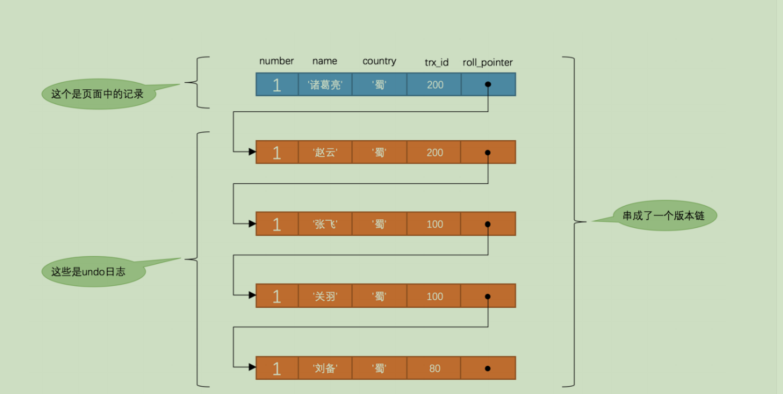 number name country trx_id roll_pointer
1 '诸葛亮' '蜀' 200
这个是页面中的记录
1 '赵云' '蜀' 200
1 '张飞' '蜀' 100
串成了一个版本链
这些是undo日志
1 '关羽' '蜀' 100
1 '刘备' '蜀' 80